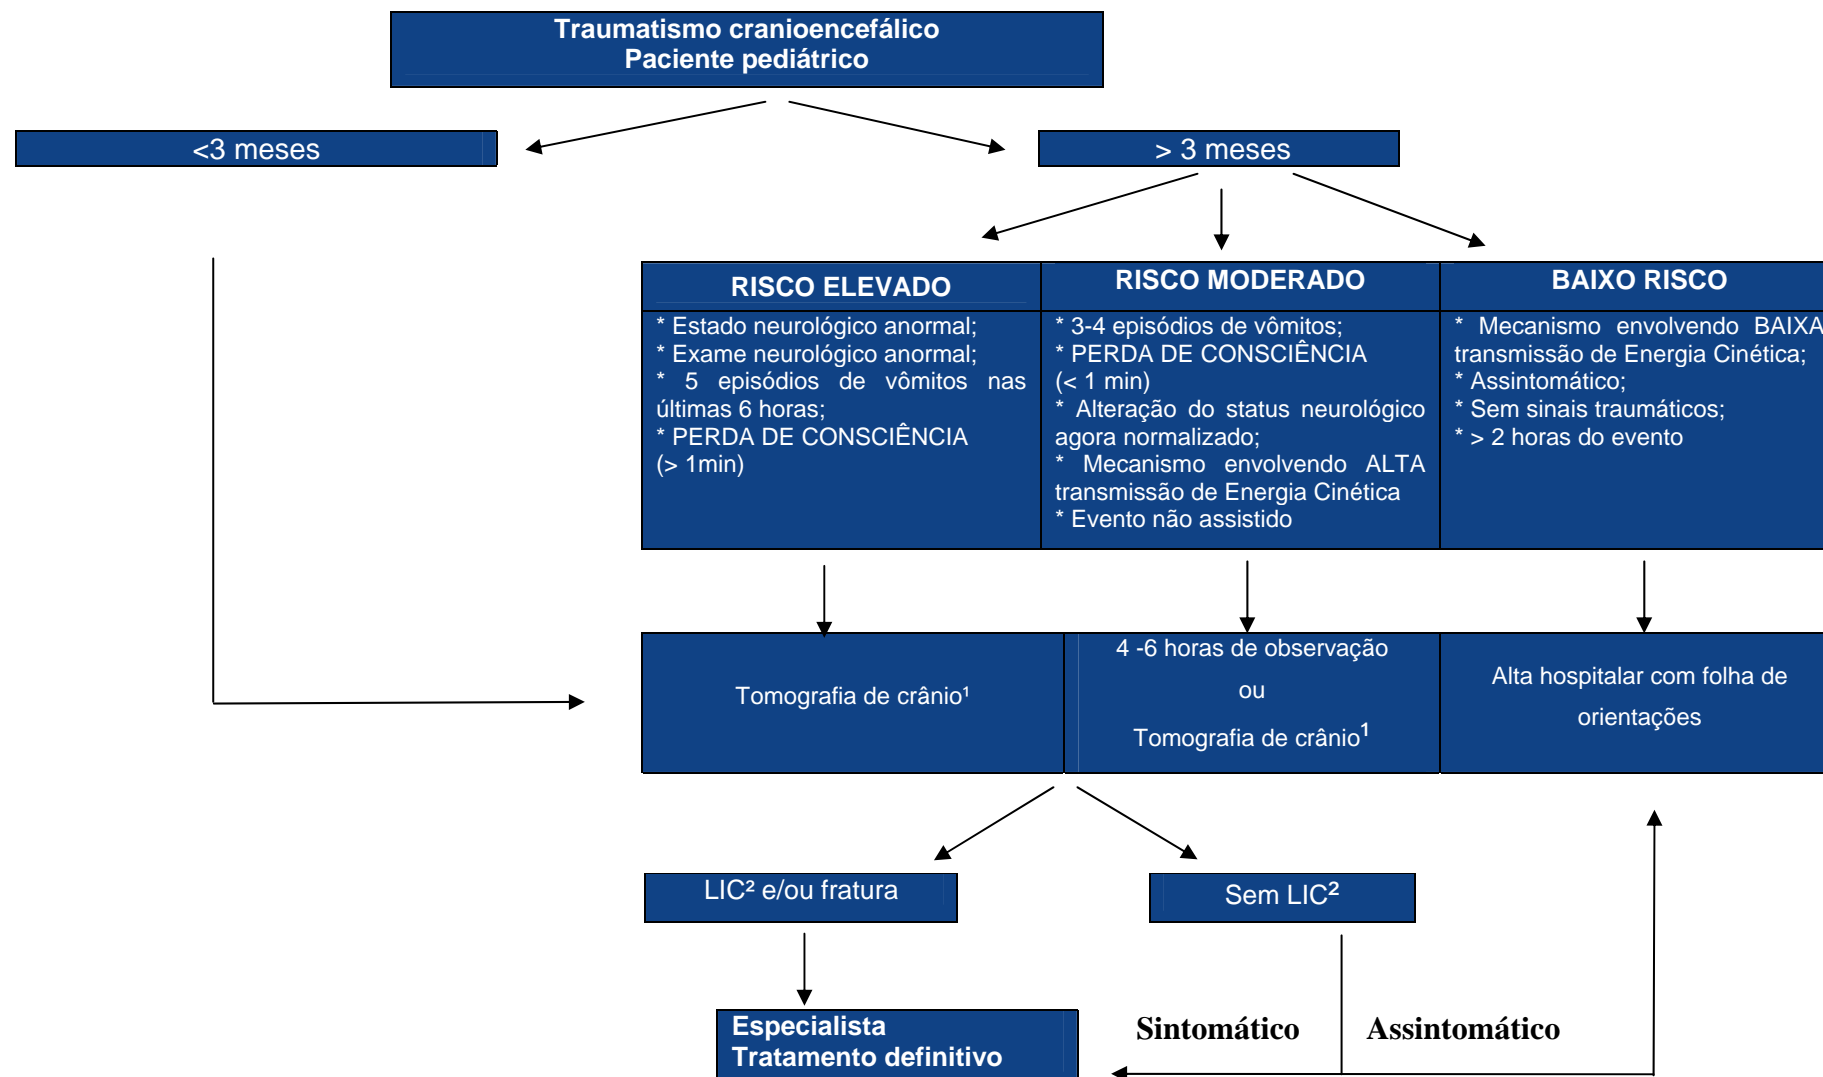 Traumatismo cranioencefálico
Paciente pediátrico
<3 meses
> 3 meses
RISCO ELEVADO
* Estado neurológico anormal;
* Exame neurológico anormal;
* 5 episódios de vômitos nas
últimas 6 horas;
* PERDA DE CONSCIÊNCIA
(> 1min)
RISCO MODERADO
* 3-4 episódios de vômitos;
* PERDA DE CONSCIÊNCIA
(< 1 min)
* Alteração do status neurológico
agora normalizado;
* Mecanismo envolvendo ALTA
transmissão de Energia Cinética
* Evento não assistido
BAIXO RISCO
* Mecanismo envolvendo BAIXA
transmissão de Energia Cinética;
* Assintomático;
* Sem sinais traumáticos;
* > 2 horas do evento
Tomografia de crânio¹
4 -6 horas de observação
ou
Tomografia de crânio¹
Alta hospitalar com folha de
orientações
LIC² e/ou fratura
Sem LIC²
Especialista
Tratamento definitivo
Sintomático
Assintomático